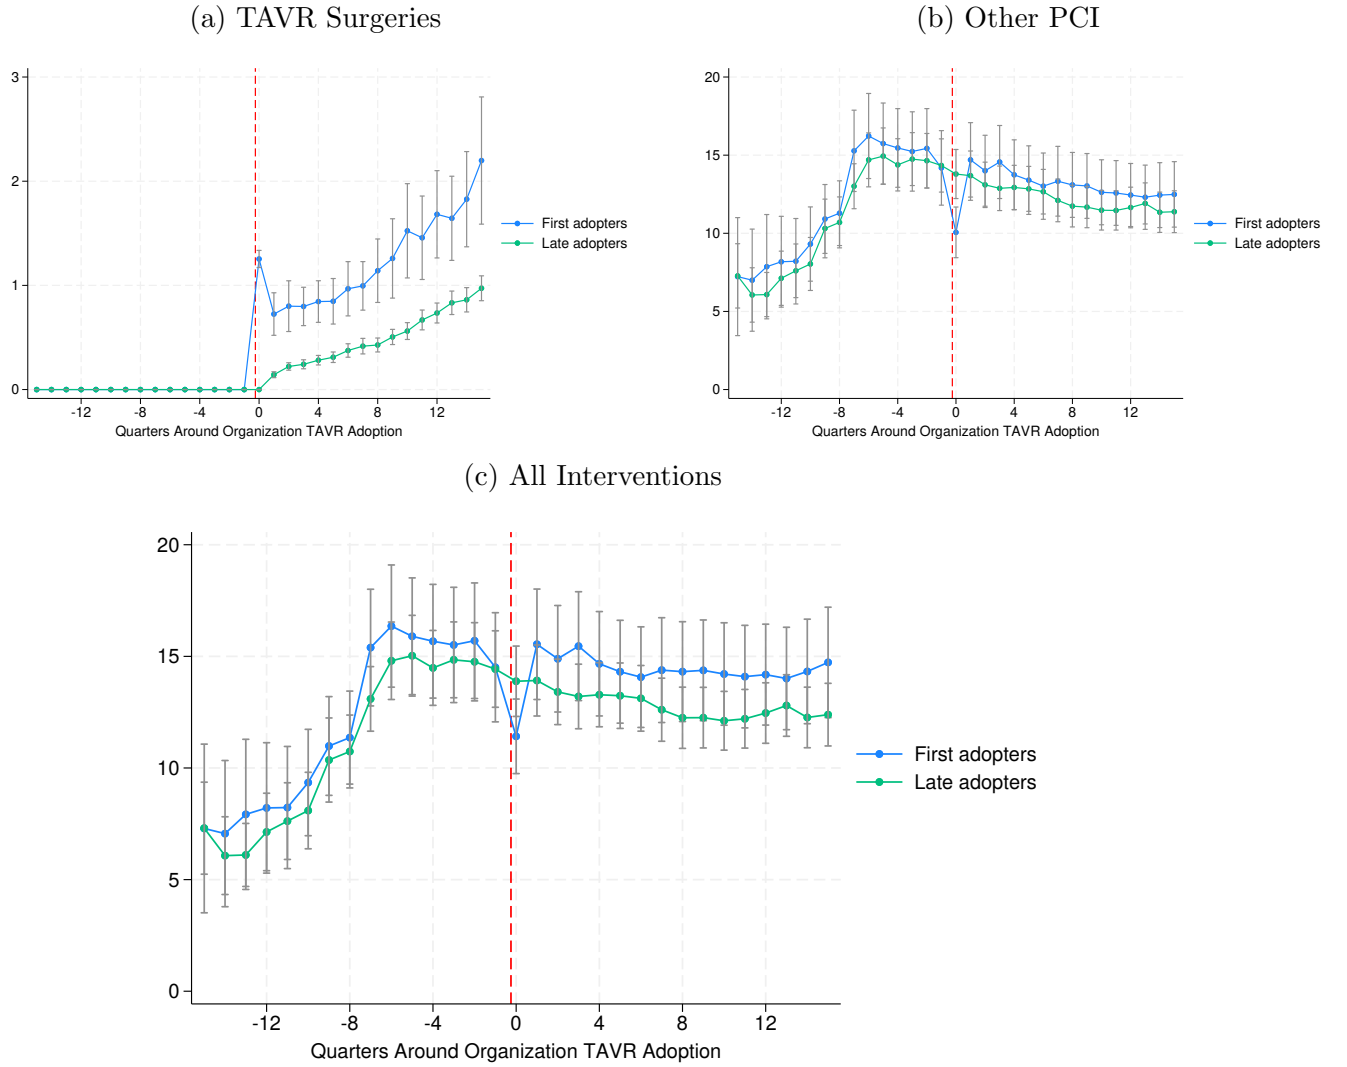 (a) TAVR Surgeries
3
2
1
0
-12 -8 -4 0 4 8 12
Quarters Around Organization TAVR Adoption
First adopters
Late adopters
(b) Other PCI
20
15
10
5
0
-12 -8 -4 0 4 8 12
Quarters Around Organization TAVR Adoption
First adopters
Late adopters
(c) All Interventions
20
15
10
5
0
-12 -8 -4 0 4 8 12
Quarters Around Organization TAVR Adoption
First adopters
Late adopters